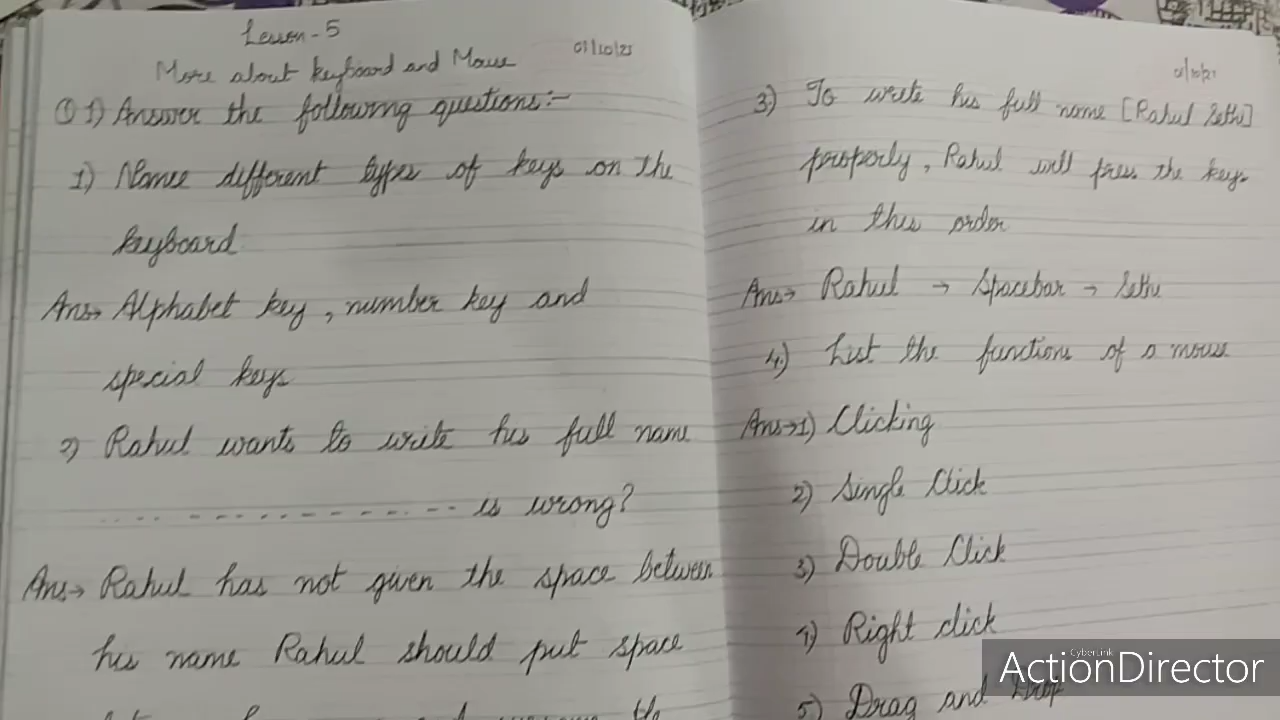 Lesson-5
01/10/21
More about keyboard and Mouse
Q1) Answer the following questions:-
1) Name different types of keys on the
keyboard
Ans→ Alphabet key, number key and
special keys
2) Rahul wants to write his full name
.... ----------- is wrong?
Ans→ Rahul has not given the space between
his name Rahul should put space
3) To write his full name [Rahul Sethi]
properly, Rahul will press the keys
in this order
Ans→ Rahul → Spacebar → Sethi
4) List the functions of a mouse
Ans→1) Clicking
2) Single Click
3) Double Click
4) Right click
5) Drag and Drop
CyberLink
ActionDirector